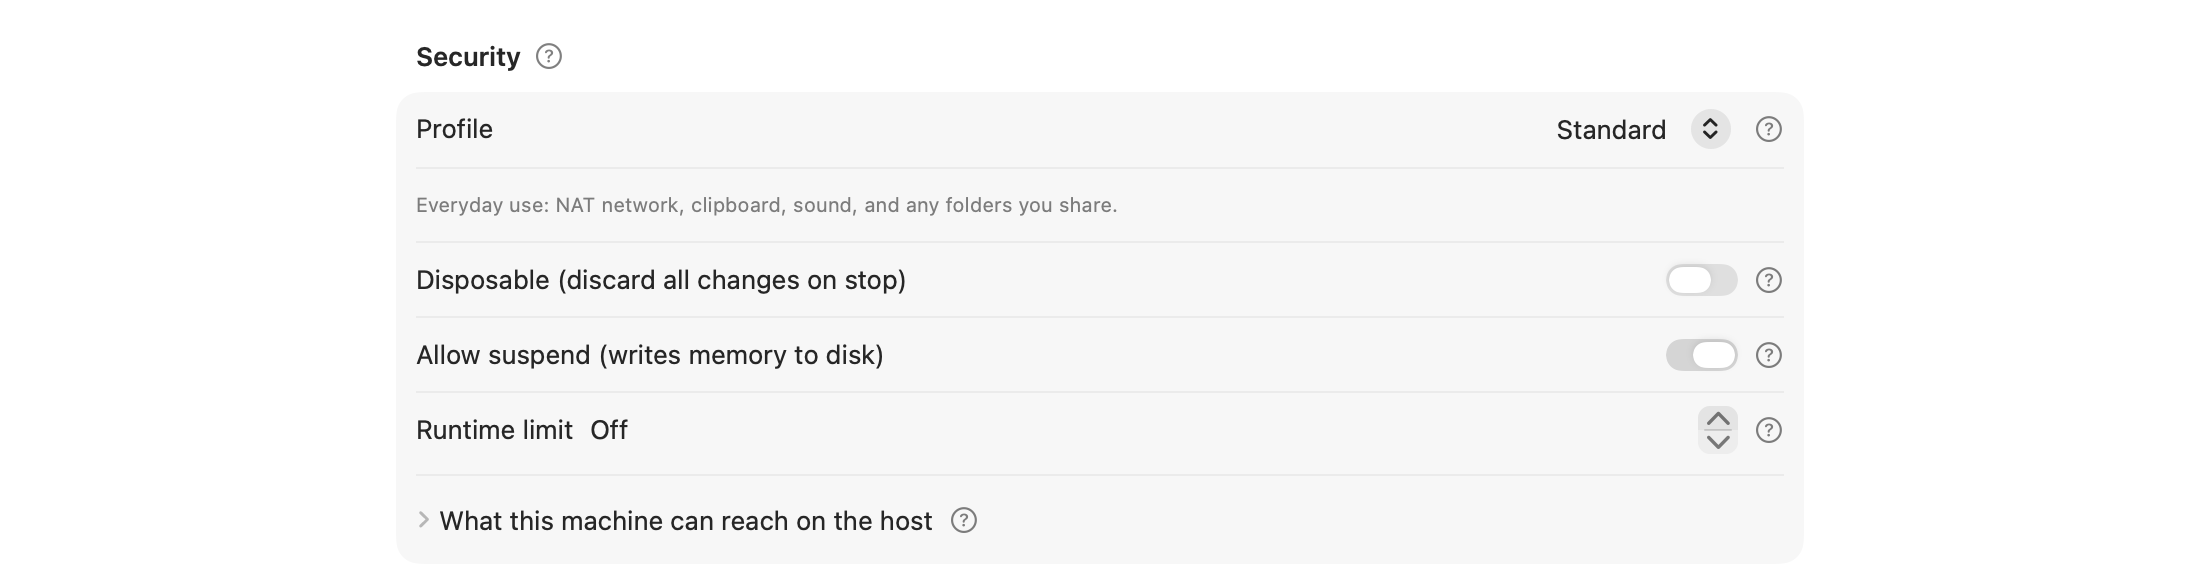 Security ?
Profile Standard ?
Everyday use: NAT network, clipboard, sound, and any folders you share.
Disposable (discard all changes on stop) ?
Allow suspend (writes memory to disk) ?
Runtime limit Off ?
What this machine can reach on the host ?